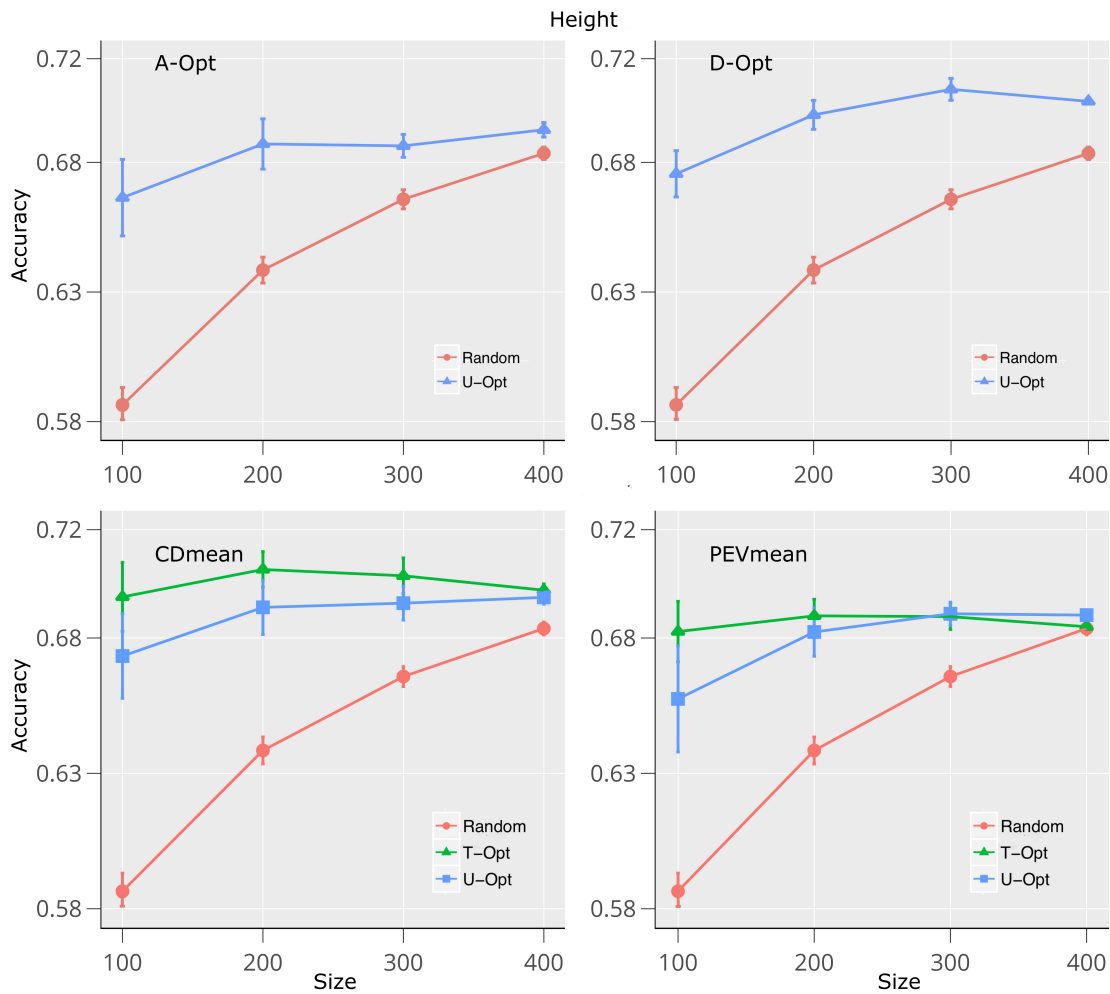 Height
A-Opt
0.72
0.68
0.63
0.58
Accuracy
Random
U-Opt
100 200 300 400
D-Opt
0.72
0.68
0.63
0.58
Random
U-Opt
100 200 300 400
CDmean
0.72
0.68
0.63
0.58
Accuracy
Random
T-Opt
U-Opt
100 200 300 400
Size
PEVmean
0.72
0.68
0.63
0.58
Random
T-Opt
U-Opt
100 200 300 400
Size